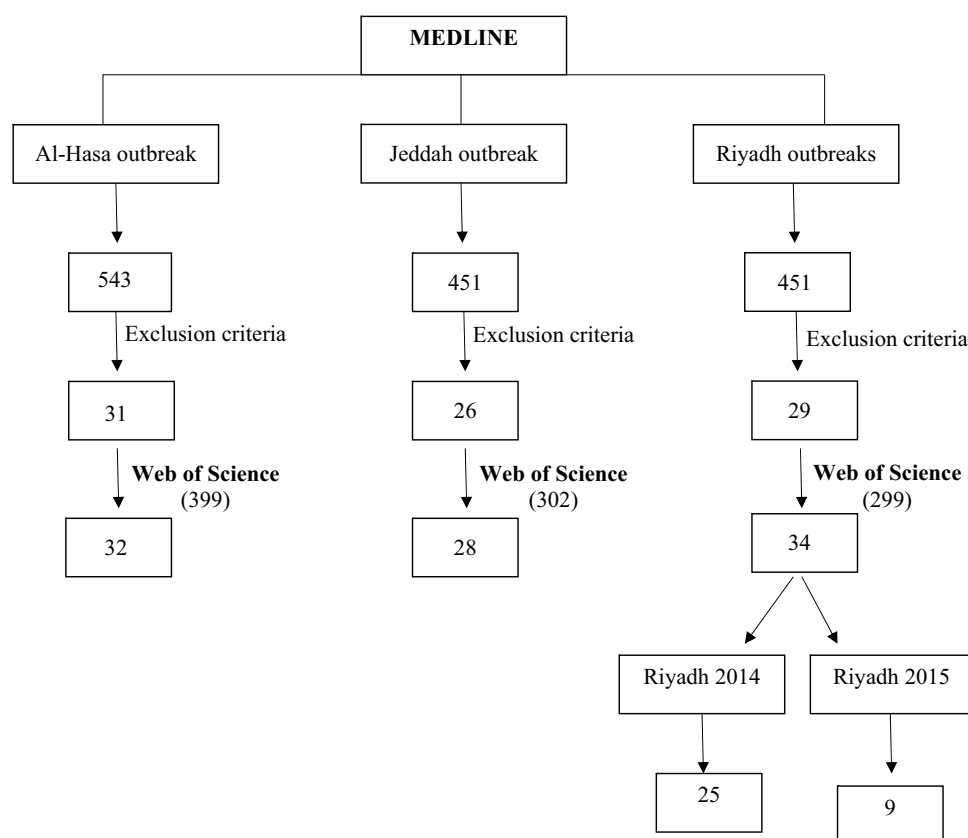 MEDLINE
Al-Hasa outbreak
Jeddah outbreak
Riyadh outbreaks
543
451
451
Exclusion criteria
Exclusion criteria
Exclusion criteria
31
26
29
Web of Science
(399)
Web of Science
(302)
Web of Science
(299)
32
28
34
Riyadh 2014
Riyadh 2015
25
9